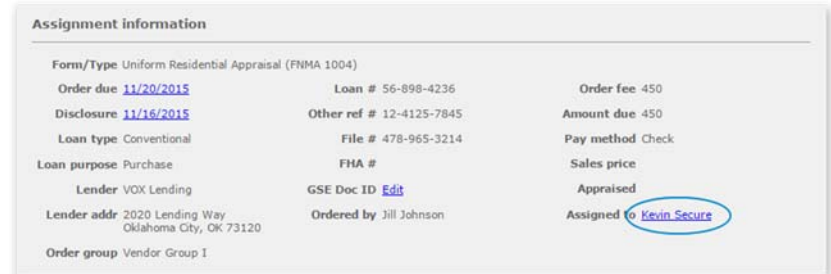 Assignment information
Form/Type Uniform Residential Appraisal (FNMA 1004)
Order due 11/20/2015 Loan # 56-898-4236 Order fee 450
Disclosure 11/16/2015 Other ref # 12-4125-7845 Amount due 450
Loan type Conventional File # 478-965-3214 Pay method Check
Loan purpose Purchase FHA # Sales price
Lender VOX Lending GSE Doc ID Edit Appraised
Lender addr 2020 Lending Way Ordered by Jill Johnson Assigned to Kevin Secure
Oklahoma City, OK 73120
Order group Vendor Group I